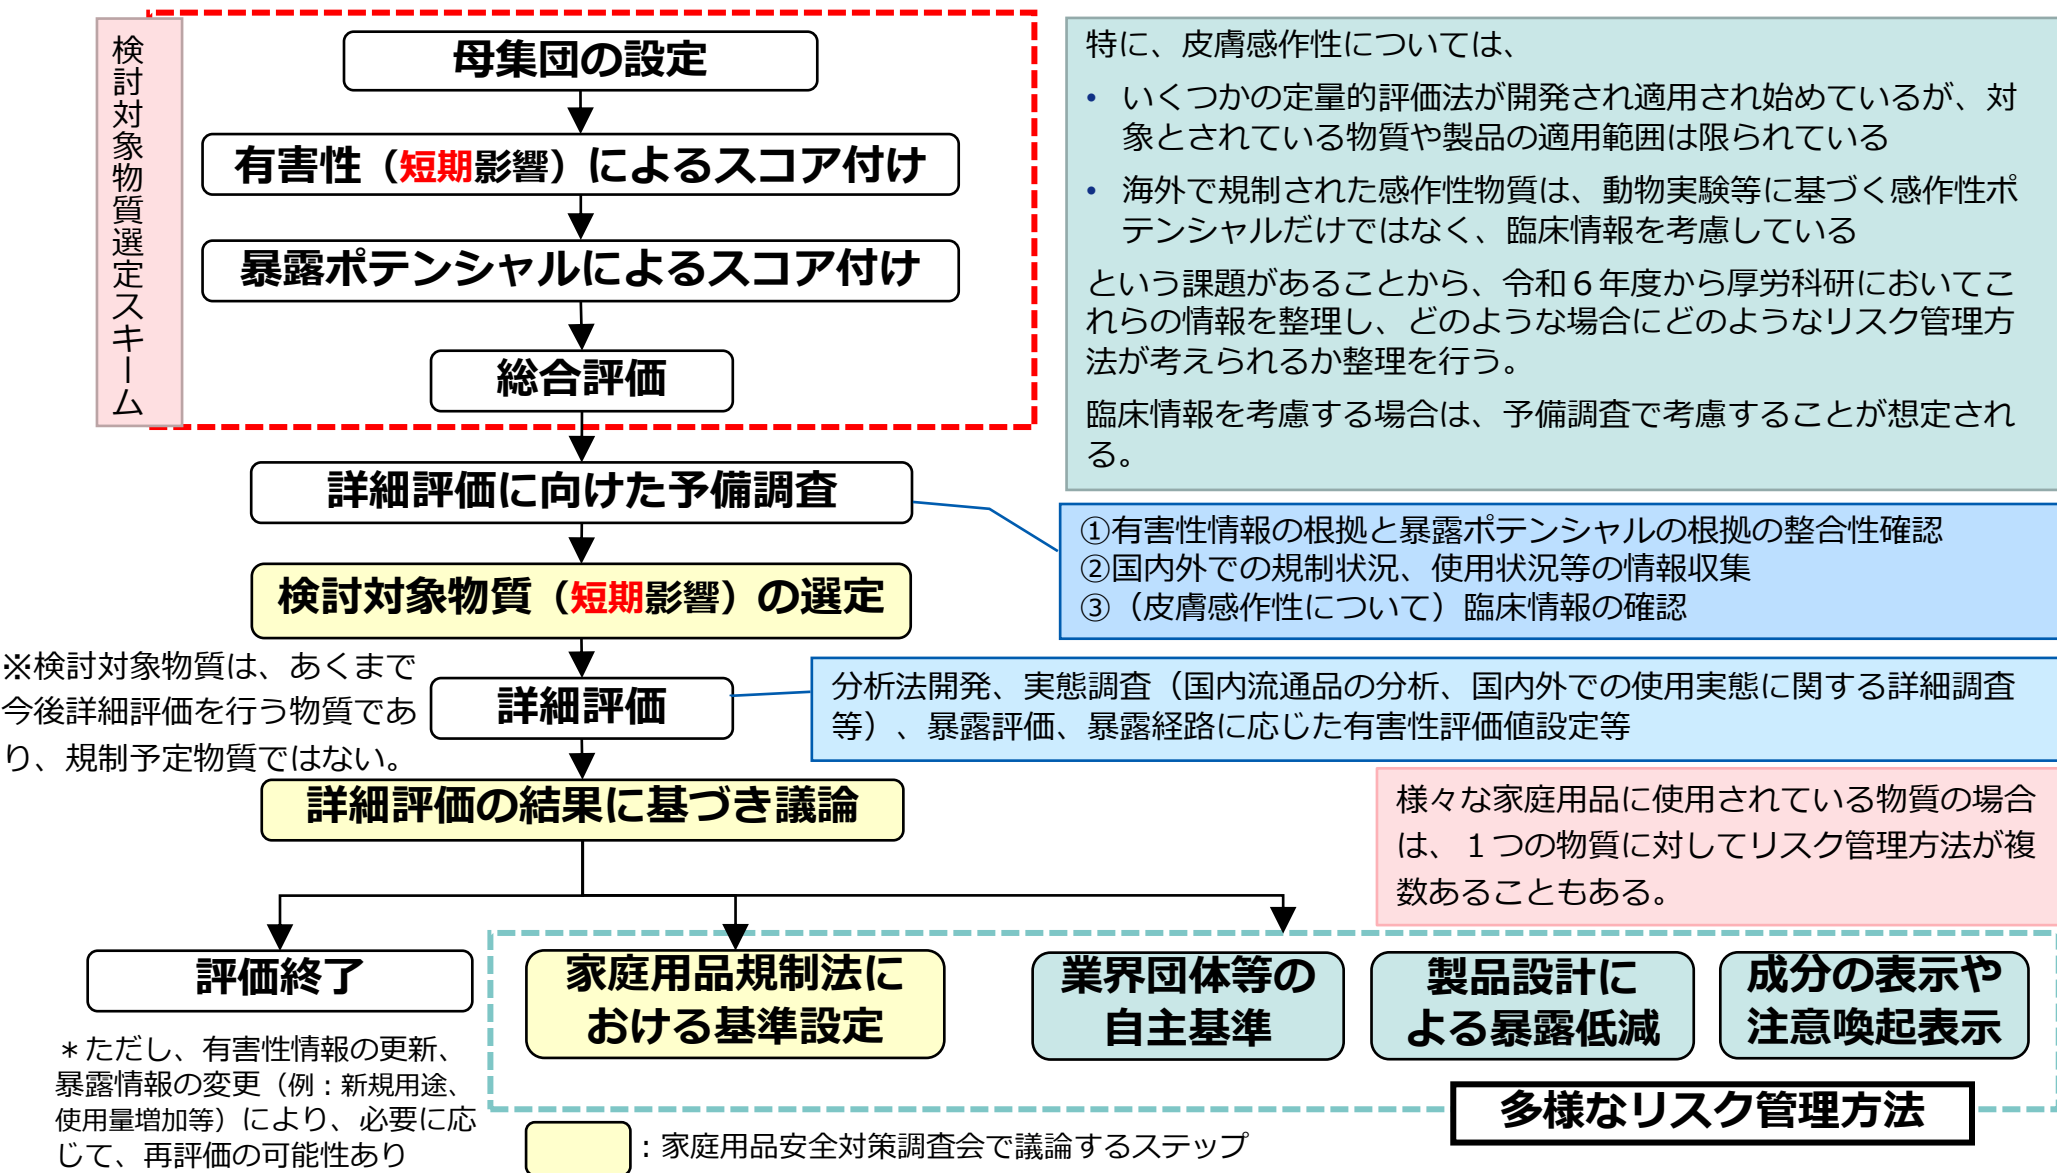 検討対象物質選定スキーム
母集団の設定
有害性（短期影響）によるスコア付け
暴露ポテンシャルによるスコア付け
総合評価
詳細評価に向けた予備調査
検討対象物質（短期影響）の選定
※検討対象物質は、あくまで
今後詳細評価を行う物質であ
り、規制予定物質ではない。
詳細評価
詳細評価の結果に基づき議論
特に、皮膚感作性については、
• いくつかの定量的評価法が開発され適用され始めているが、対
象とされている物質や製品の適用範囲は限られている
• 海外で規制された感作性物質は、動物実験等に基づく感作性ポ
テンシャルだけではなく、臨床情報を考慮している
という課題があることから、令和６年度から厚労科研においてこ
れらの情報を整理し、どのような場合にどのようなリスク管理方
法が考えられるか整理を行う。
臨床情報を考慮する場合は、予備調査で考慮することが想定され
る。
①有害性情報の根拠と暴露ポテンシャルの根拠の整合性確認
②国内外での規制状況、使用状況等の情報収集
③（皮膚感作性について）臨床情報の確認
分析法開発、実態調査（国内流通品の分析、国内外での使用実態に関する詳細調査
等）、暴露評価、暴露経路に応じた有害性評価値設定等
様々な家庭用品に使用されている物質の場合
は、１つの物質に対してリスク管理方法が複
数あることもある。
評価終了
＊ただし、有害性情報の更新、
暴露情報の変更（例：新規用途、
使用量増加等）により、必要に応
じて、再評価の可能性あり
家庭用品規制法に
おける基準設定
業界団体等の
自主基準
製品設計に
よる暴露低減
成分の表示や
注意喚起表示
多様なリスク管理方法
：家庭用品安全対策調査会で議論するステップ